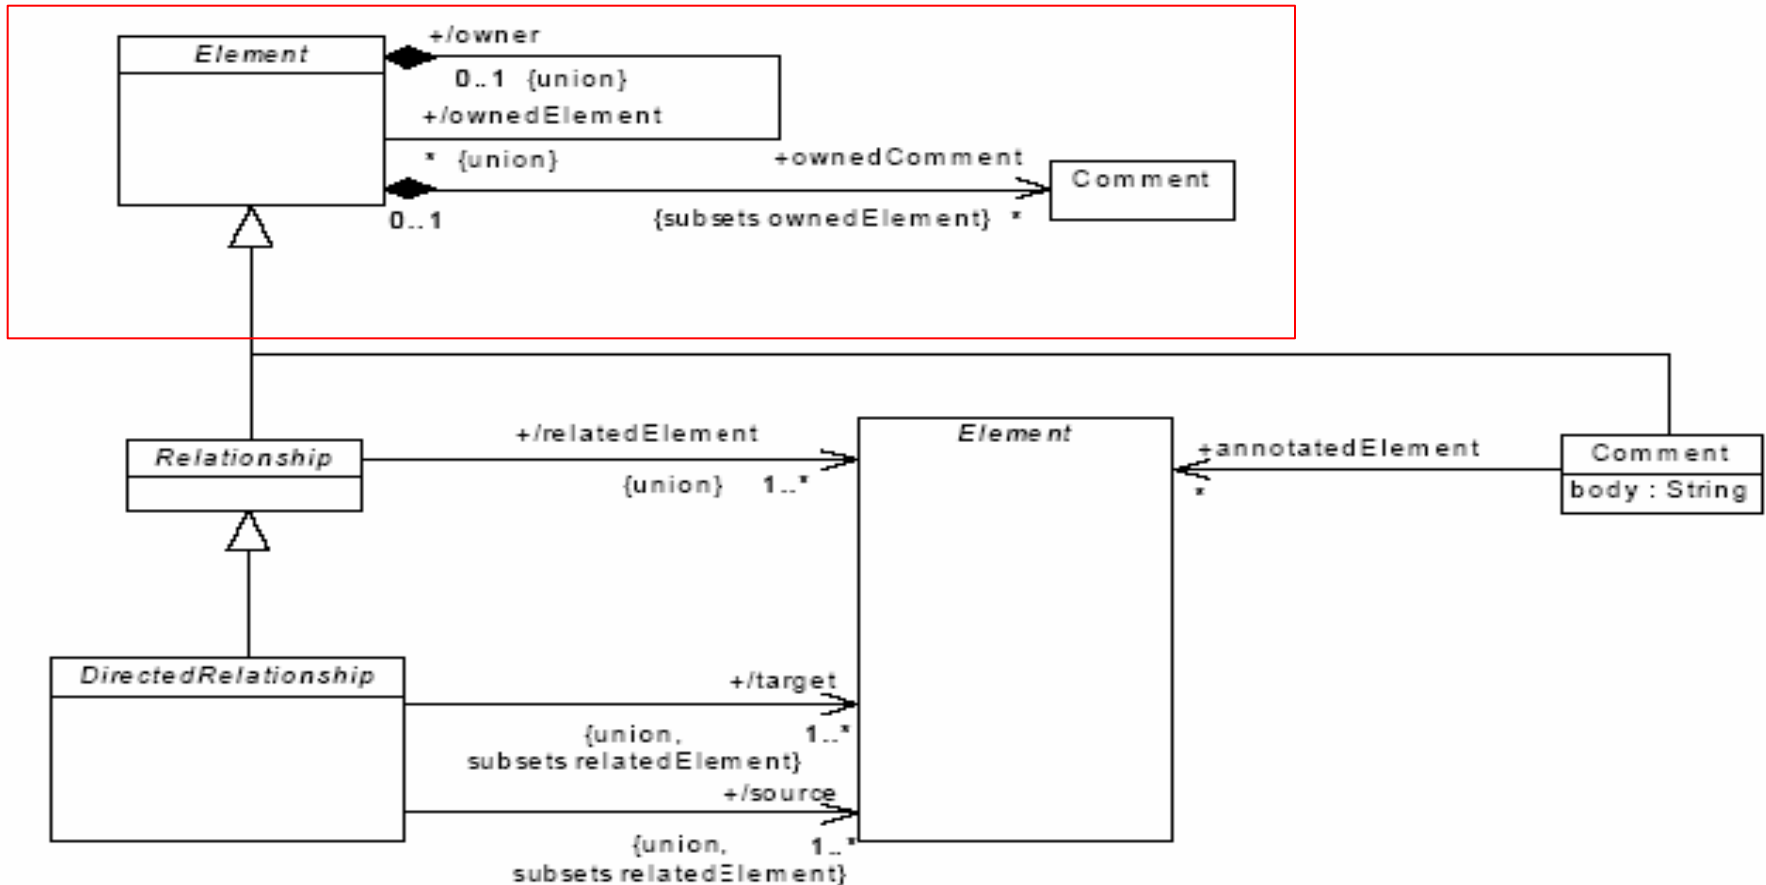 +/owner
Element
0..1 {union}
+/ownedElement
* {union}
+ownedComment
Comment
0..1
{subsets ownedElement} *
+/relatedElement
Element
+annotatedElement
Comment
Relationship
{union} 1..*
*
body : String
DirectedRelationship
+/target
{union,
1..*
subsets relatedElement}
+/source
{union,
1..*
subsets relatedElement}